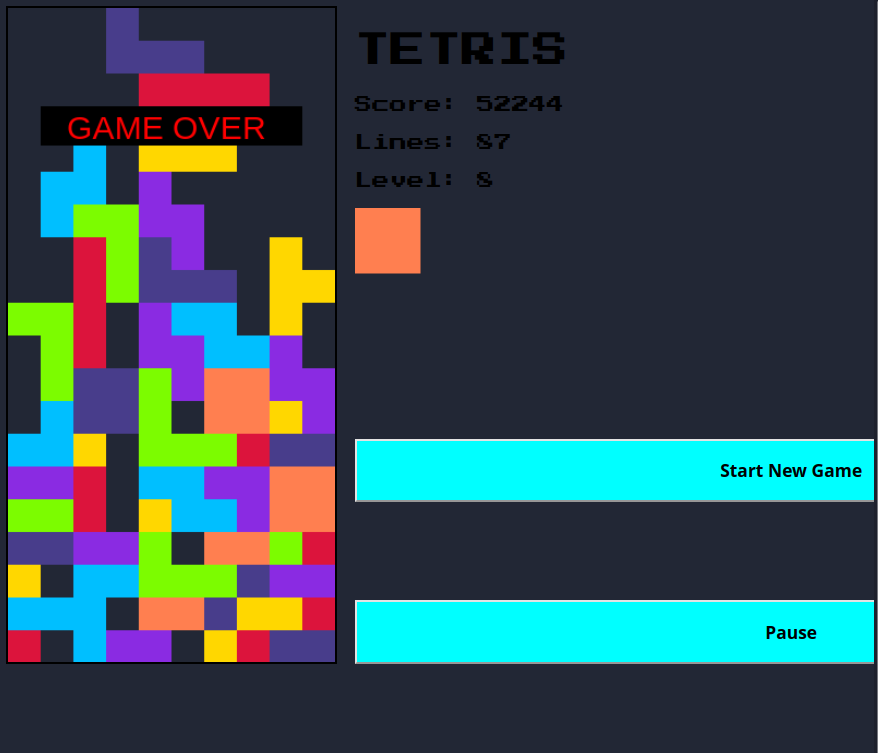 TETRIS
Score: 52244
Lines: 87
Level: 8
GAME OVER
Start New Game
Pause